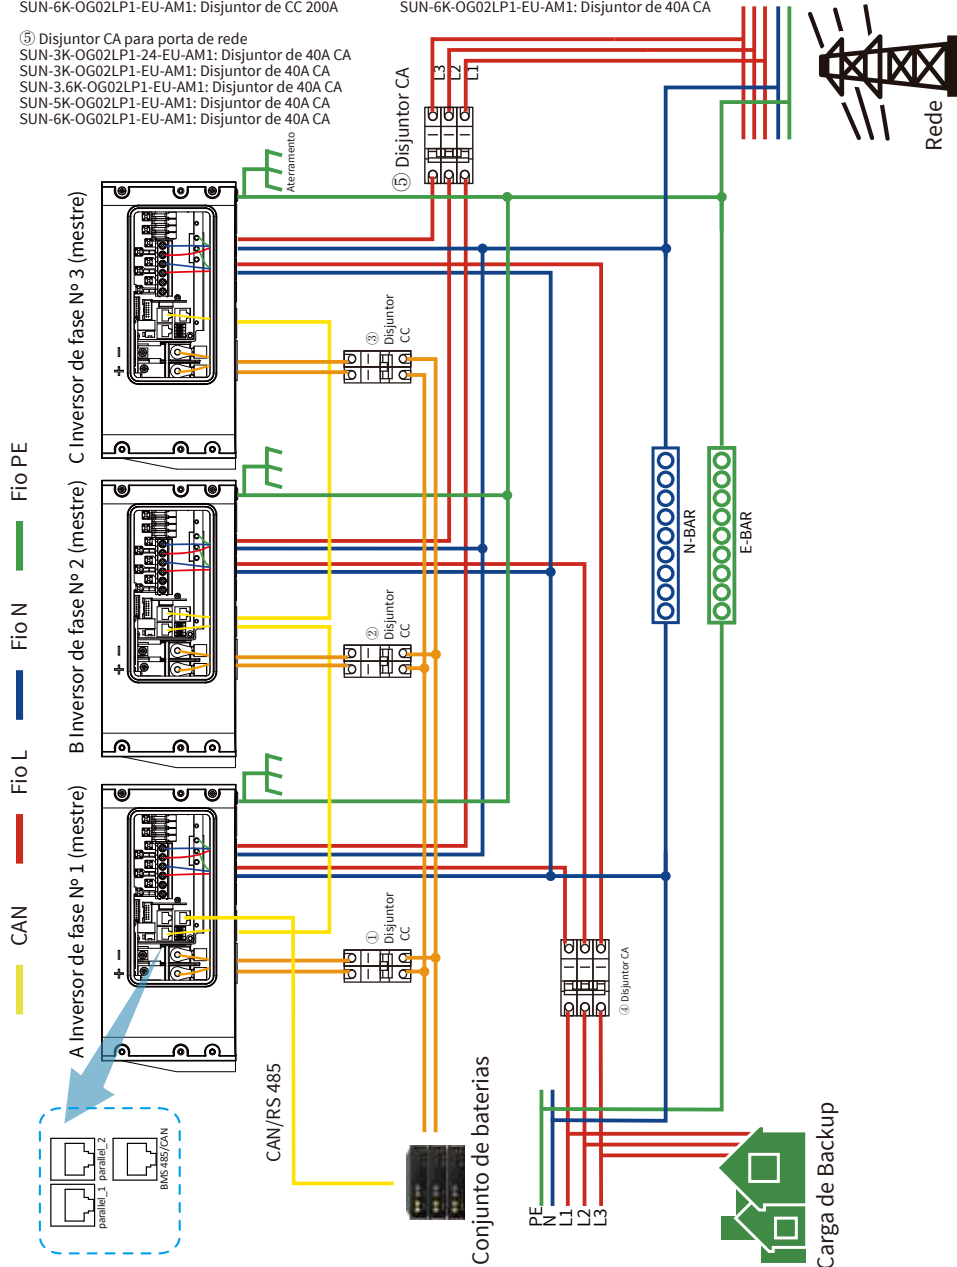 SUN-6K-OG02LP1-EU-AM1: Disjuntor de CC 200A
SUN-6K-OG02LP1-EU-AM1: Disjuntor de 40A CA
⑤ Disjuntor CA para porta de rede
SUN-3K-OG02LP1-24-EU-AM1: Disjuntor de 40A CA
SUN-3K-OG02LP1-EU-AM1: Disjuntor de 40A CA
SUN-3.6K-OG02LP1-EU-AM1: Disjuntor de 40A CA
SUN-5K-OG02LP1-EU-AM1: Disjuntor de 40A CA
SUN-6K-OG02LP1-EU-AM1: Disjuntor de 40A CA
CAN
Fio L
Fio N
Fio PE
A Inversor de fase Nº 1 (mestre)
B Inversor de fase Nº 2 (mestre)
C Inversor de fase Nº 3 (mestre)
Aterramento
⑤ Disjuntor CA
L3
L2
L1
Rede
③
Disjuntor
CC
②
Disjuntor
CC
①
Disjuntor
CC
④ Disjuntor CA
N-BAR
E-BAR
+
−
+
−
+
−
parallel_1
parallel_2
BMS 485/CAN
CAN/RS 485
Conjunto de baterias
PE
N
L1
L2
L3
Carga de Backup